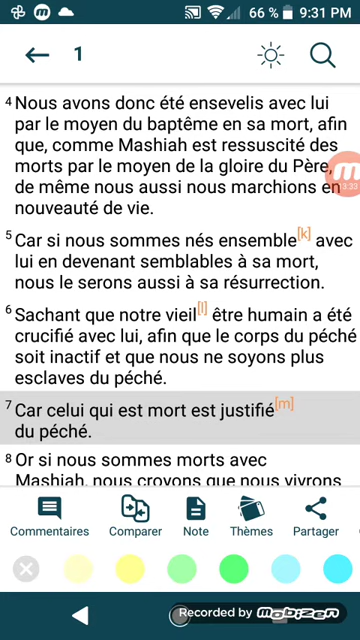 66 % 9:31 PM
1
4 Nous avons donc été ensevelis avec lui
par le moyen du baptême en sa mort, afin
que, comme Mashiah est ressuscité des
morts par le moyen de la gloire du Père,
de même nous aussi nous marchions en
nouveauté de vie.
5 Car si nous sommes nés ensemble[k] avec
lui en devenant semblables à sa mort,
nous le serons aussi à sa résurrection.
6 Sachant que notre vieil[l] être humain a été
crucifié avec lui, afin que le corps du péché
soit inactif et que nous ne soyons plus
esclaves du péché.
7 Car celui qui est mort est justifié[m]
du péché.
8 Or si nous sommes morts avec
Mashiah, nous croyons que nous vivrons
Commentaires Comparer Note Thèmes Partager
Recorded by mobizen